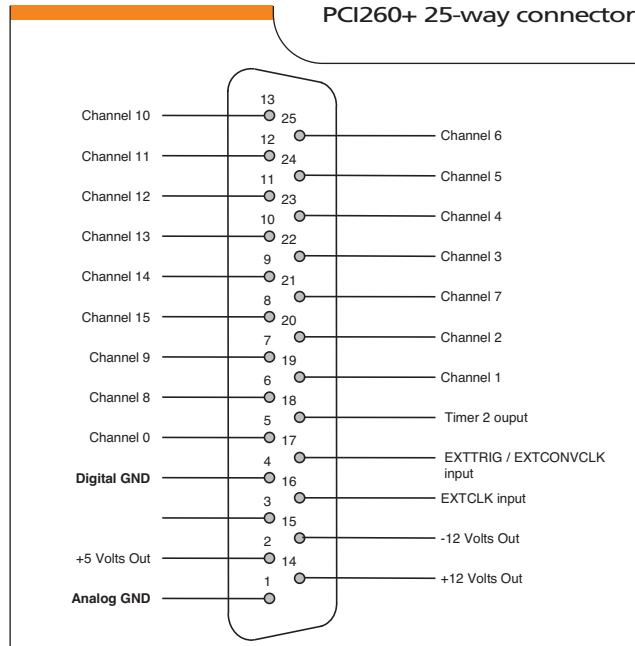 PCI260+ 25-way connector
13
Channel 10
25
Channel 6
12
Channel 11
24
Channel 5
11
Channel 12
23
Channel 4
10
Channel 13
22
Channel 3
9
Channel 14
21
Channel 7
8
Channel 15
20
Channel 2
7
Channel 9
19
Channel 1
6
Channel 8
18
Timer 2 ouput
5
Channel 0
17
EXTTRIG / EXTCONVCLK
input
4
Digital GND
16
EXTCLK input
3
15
-12 Volts Out
2
+5 Volts Out
14
+12 Volts Out
1
Analog GND